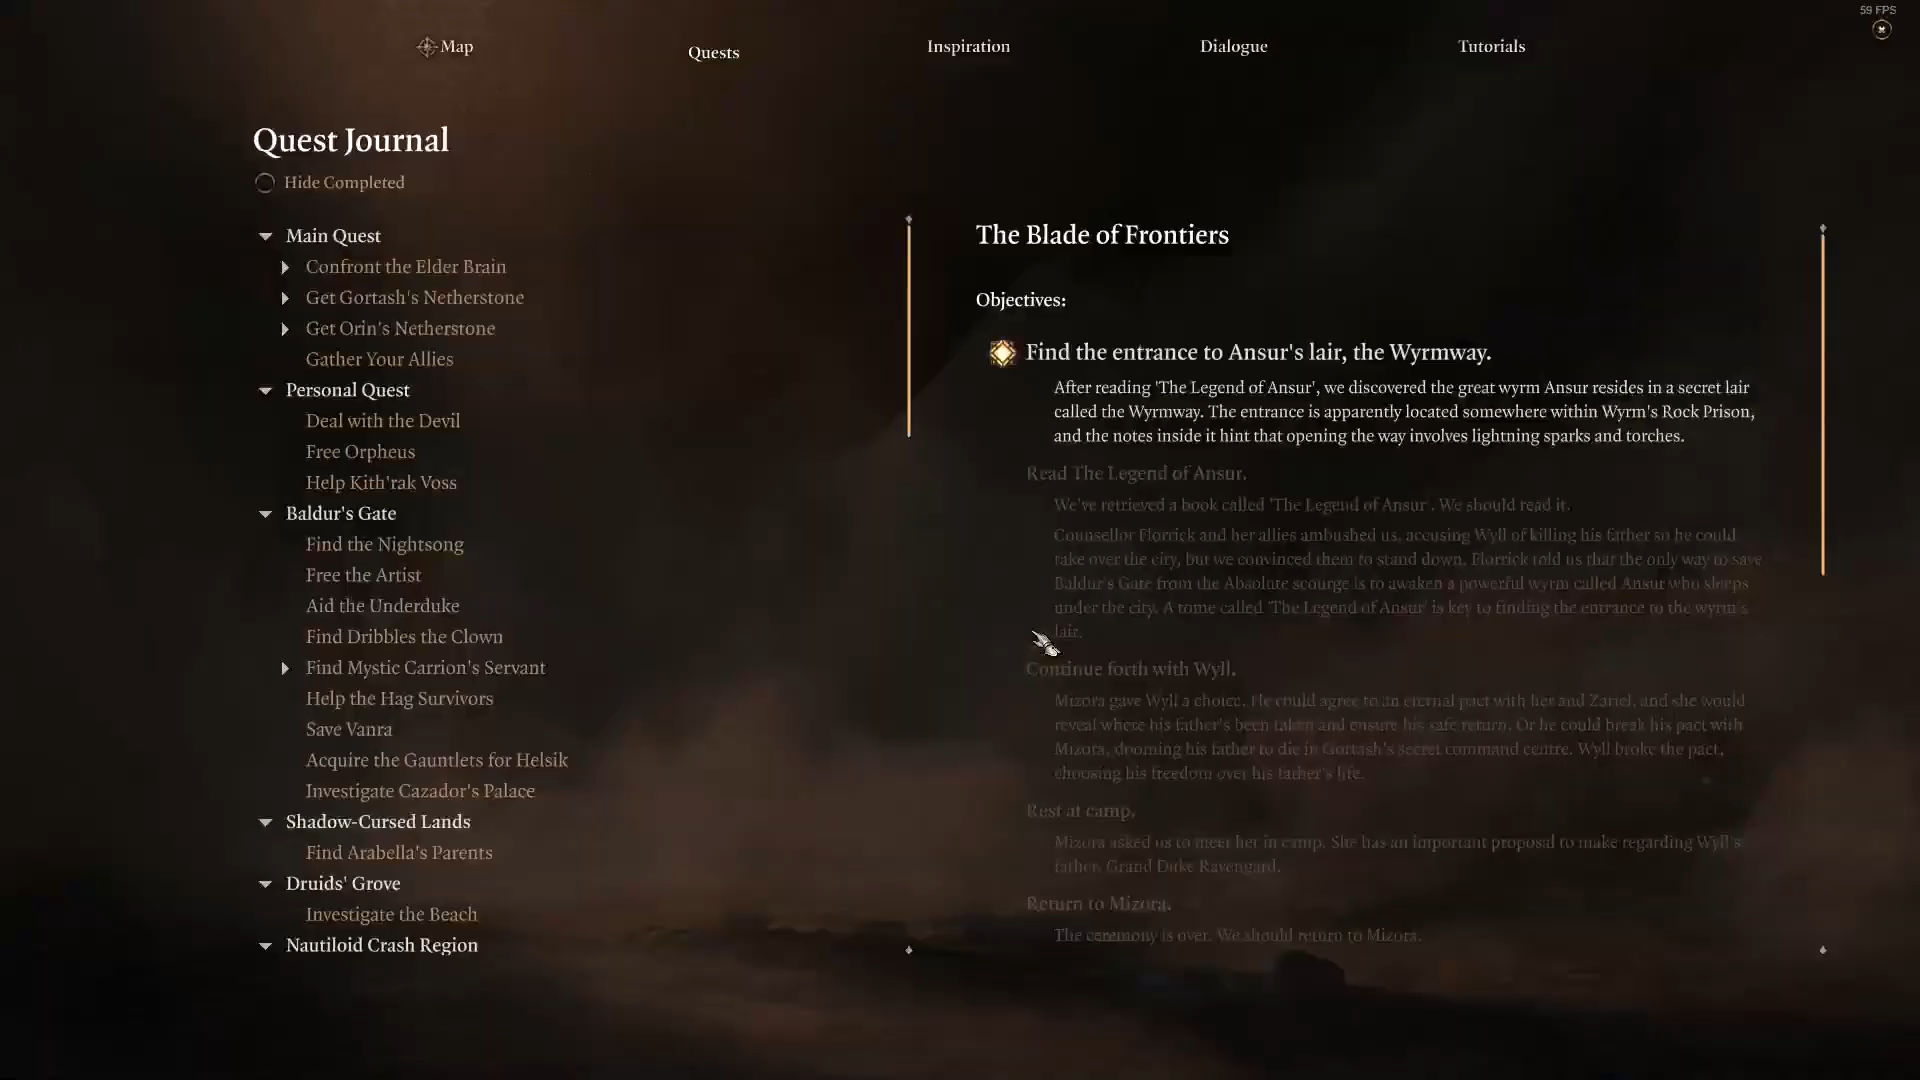 59 FPS
Map
Quests
Inspiration
Dialogue
Tutorials
Quest Journal
Hide Completed
Main Quest
Confront the Elder Brain
Get Gortash's Netherstone
Get Orin's Netherstone
Gather Your Allies
Personal Quest
Deal with the Devil
Free Orpheus
Help Kith'rak Voss
Baldur's Gate
Find the Nightsong
Free the Artist
Aid the Underduke
Find Dribbles the Clown
Find Mystic Carrion's Servant
Help the Hag Survivors
Save Vanra
Acquire the Gauntlets for Helsik
Investigate Cazador's Palace
Shadow-Cursed Lands
Find Arabella's Parents
Druids' Grove
Investigate the Beach
Nautiloid Crash Region
The Blade of Frontiers
Objectives:
Find the entrance to Ansur's lair, the Wyrmway.
After reading 'The Legend of Ansur', we discovered the great wyrm Ansur resides in a secret lair
called the Wyrmway. The entrance is apparently located somewhere within Wyrm's Rock Prison,
and the notes inside it hint that opening the way involves lightning sparks and torches.
Read The Legend of Ansur.
We've retrieved a book called 'The Legend of Ansur'. We should read it.
Counsellor Florrick and her allies ambushed us, accusing Wyll of killing his father so he could
take over the city, but we convinced them to stand down. Florrick told us that the only way to save
Baldur's Gate from the Absolute scourge is to awaken a powerful wyrm called Ansur who sleeps
under the city. A tome called 'The Legend of Ansur' is key to finding the entrance to the wyrm's
lair.
Continue forth with Wyll.
Mizora gave Wyll a choice. He could agree to an eternal pact with her and Zariel, and she would
reveal where his father's been taken and ensure his safe return. Or he could break his pact with
Mizora, dooming his father to die in Gortash's secret command centre. Wyll broke the pact,
choosing his freedom over his father's life.
Rest at camp.
Mizora asked us to meet her in camp. She has an important proposal to make regarding Wyll's
father, Grand Duke Ravengard.
Return to Mizora.
The ceremony is over. We should return to Mizora.